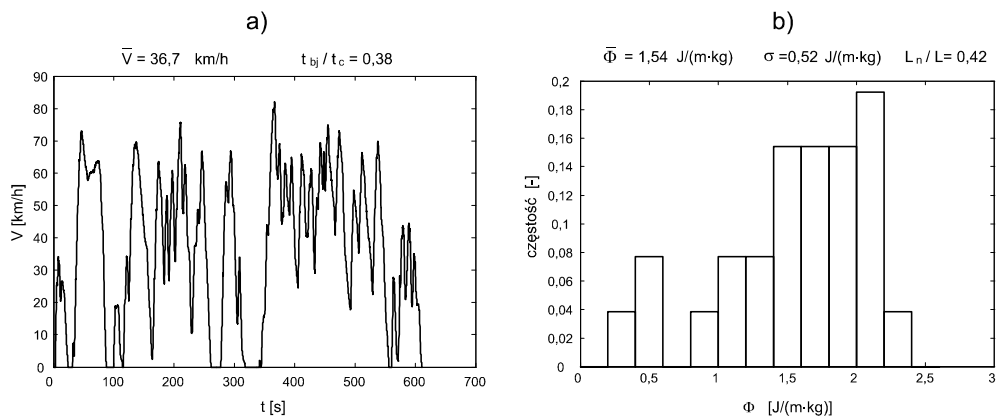 a)
V̅ = 36,7 km/h t bj / t c = 0,38
90
80
70
60
50
40
30
20
10
0
V [km/h]
0 100 200 300 400 500 600 700
t [s]
b)
Φ̅ = 1,54 J/(m·kg) σ=0,52 J/(m·kg) L n / L= 0,42
0,2
0,18
0,16
0,14
0,12
0,1
0,08
0,06
0,04
0,02
0
częstość [-]
0 0,5 1 1,5 2 2,5 3
Φ [J/(m·kg)]